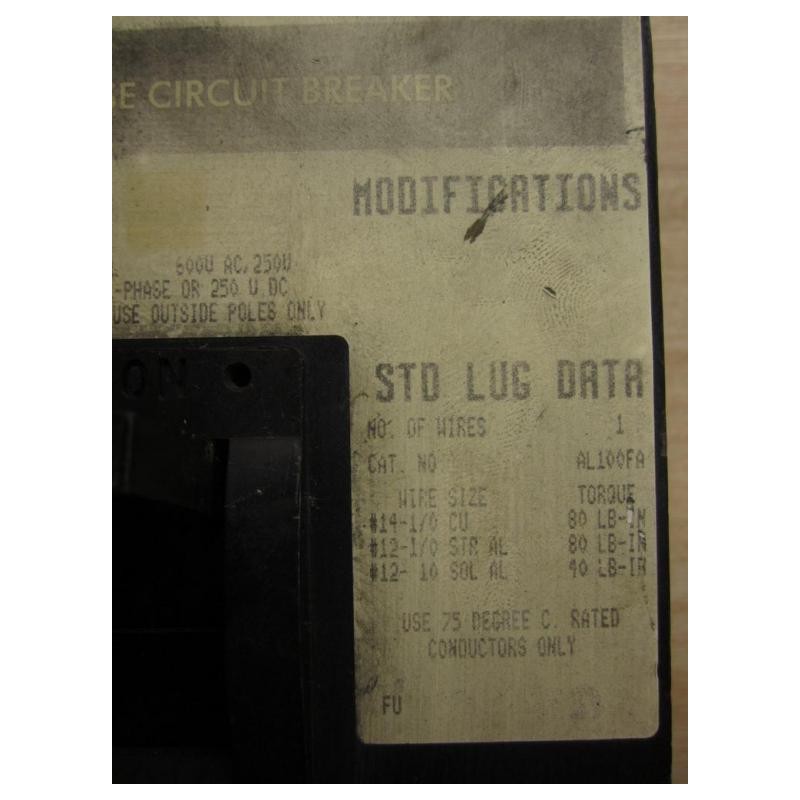 SE CIRCUIT BREAKER
MODIFICATIONS
600V AC, 250V
-PHASE OR 250 V DC
USE OUTSIDE POLES ONLY
ON
STD LUG DATA
NO. OF WIRES 1
CAT. NO AL100FA
WIRE SIZE TORQUE
#14-1/0 CU 80 LB-IN
#12-1/0 STR AL 80 LB-IN
#12- 10 SOL AL 40 LB-IN
USE 75 DEGREE C. RATED
CONDUCTORS ONLY
FU